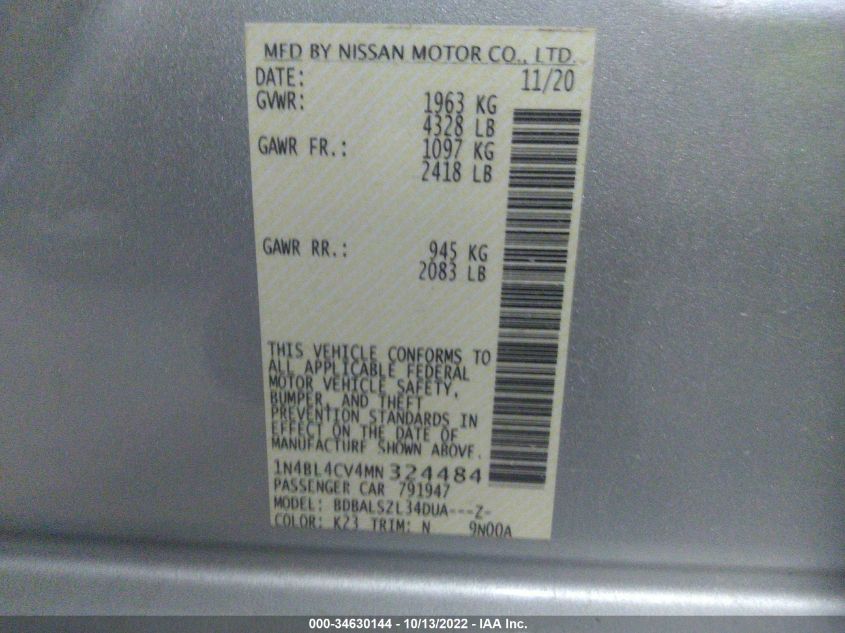 MFD BY NISSAN MOTOR CO., LTD.
DATE: 11/20
GVWR: 1963 KG
4328 LB
GAWR FR.: 1097 KG
2418 LB
GAWR RR.: 945 KG
2083 LB
THIS VEHICLE CONFORMS TO
ALL APPLICABLE FEDERAL
MOTOR VEHICLE SAFETY,
BUMPER, AND THEFT
PREVENTION STANDARDS IN
EFFECT ON THE DATE OF
MANUFACTURE SHOWN ABOVE.
1N4BL4CV4MN324484
PASSENGER CAR 791947
MODEL: BDBALSZL34DUA---Z-
COLOR: K23 TRIM: N 9N00A
000-34630144 - 10/13/2022 - IAA Inc.